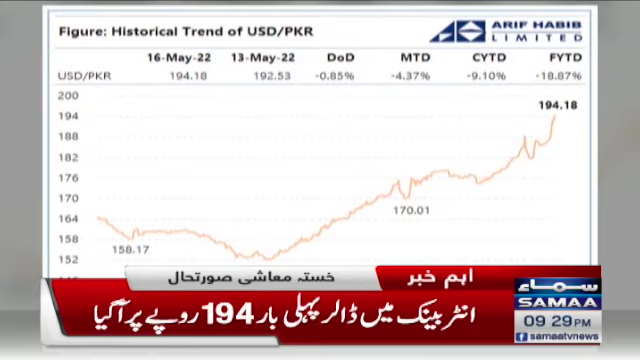 Figure: Historical Trend of USD/PKR
ARIF HABIB
LIMITED
16-May-22 13-May-22 DoD MTD CYTD FYTD
USD/PKR 194.18 192.53 -0.85% -4.37% -9.10% -18.87%
200
194
188
182
176
170
164
158
152
194.18
170.01
158.17
خستہ معاشی صورتحال
اہم خبر
انٹربینک میں ڈالر پہلی بار 194 روپے پر آگیا
سماء
SAMAA
09:29PM
samaatvnews